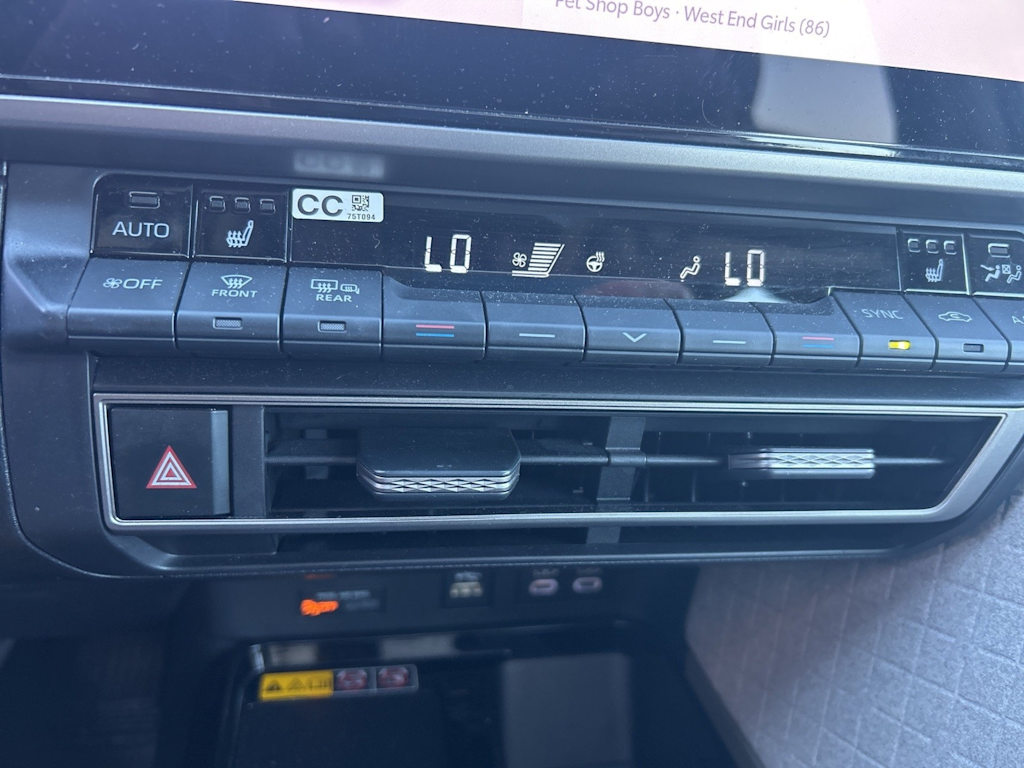 Pet Shop Boys · West End Girls (86)
AUTO
CC
75T094
LO
LO
OFF
FRONT
REAR
SYNC